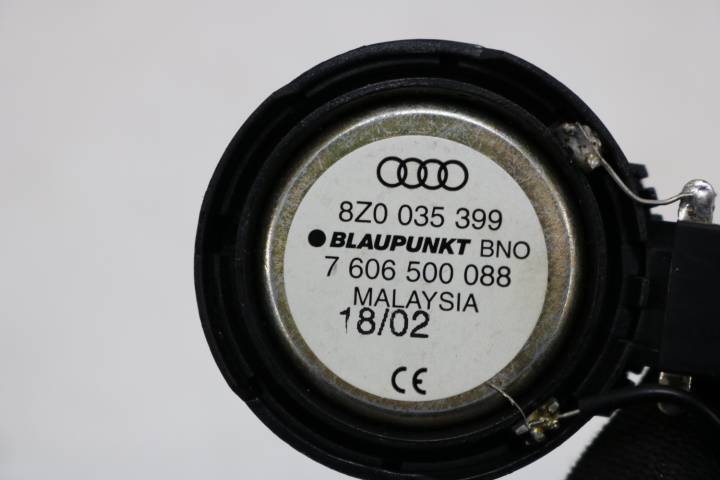 8Z0 035 399
BLAUPUNKT BNO
7 606 500 088
MALAYSIA
18/02
CE